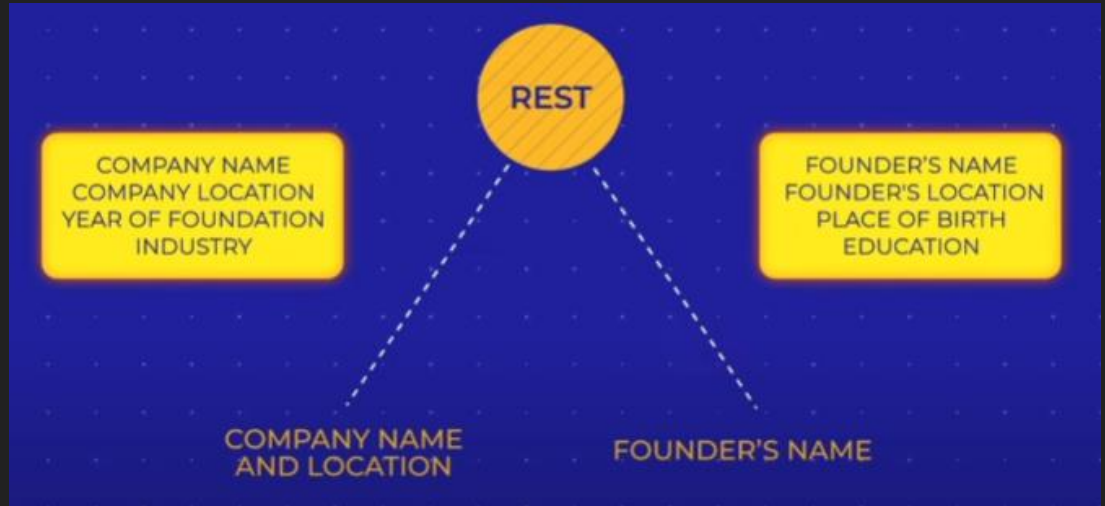 REST
COMPANY NAME
COMPANY LOCATION
YEAR OF FOUNDATION
INDUSTRY
FOUNDER'S NAME
FOUNDER'S LOCATION
PLACE OF BIRTH
EDUCATION
COMPANY NAME
AND LOCATION
FOUNDER'S NAME